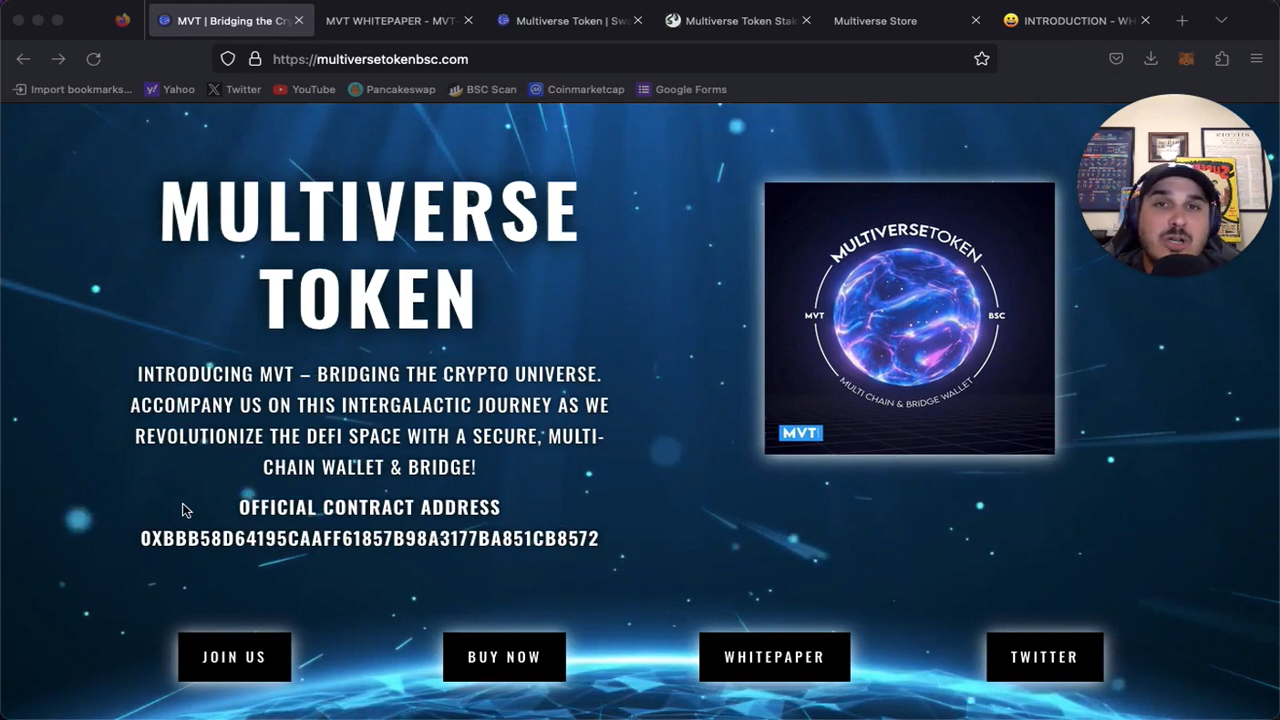 MVT | Bridging the Cry
MVT WHITEPAPER - MVT-
Multiverse Token | Swa
Multiverse Token Stak
Multiverse Store
INTRODUCTION - WH
https://multiversetokenbsc.com
Import bookmarks...
Yahoo
Twitter
YouTube
Pancakeswap
BSC Scan
Coinmarketcap
Google Forms
MULTIVERSE
TOKEN
INTRODUCING MVT – BRIDGING THE CRYPTO UNIVERSE.
ACCOMPANY US ON THIS INTERGALACTIC JOURNEY AS WE
REVOLUTIONIZE THE DEFI SPACE WITH A SECURE, MULTI-
CHAIN WALLET & BRIDGE!
OFFICIAL CONTRACT ADDRESS
0XBBB58D64195CAAFF61857B98A3177BA851CB8572
MULTIVERSETOKEN
MVT
BSC
MULTI CHAIN & BRIDGE WALLET
MVT
JOIN US
BUY NOW
WHITEPAPER
TWITTER